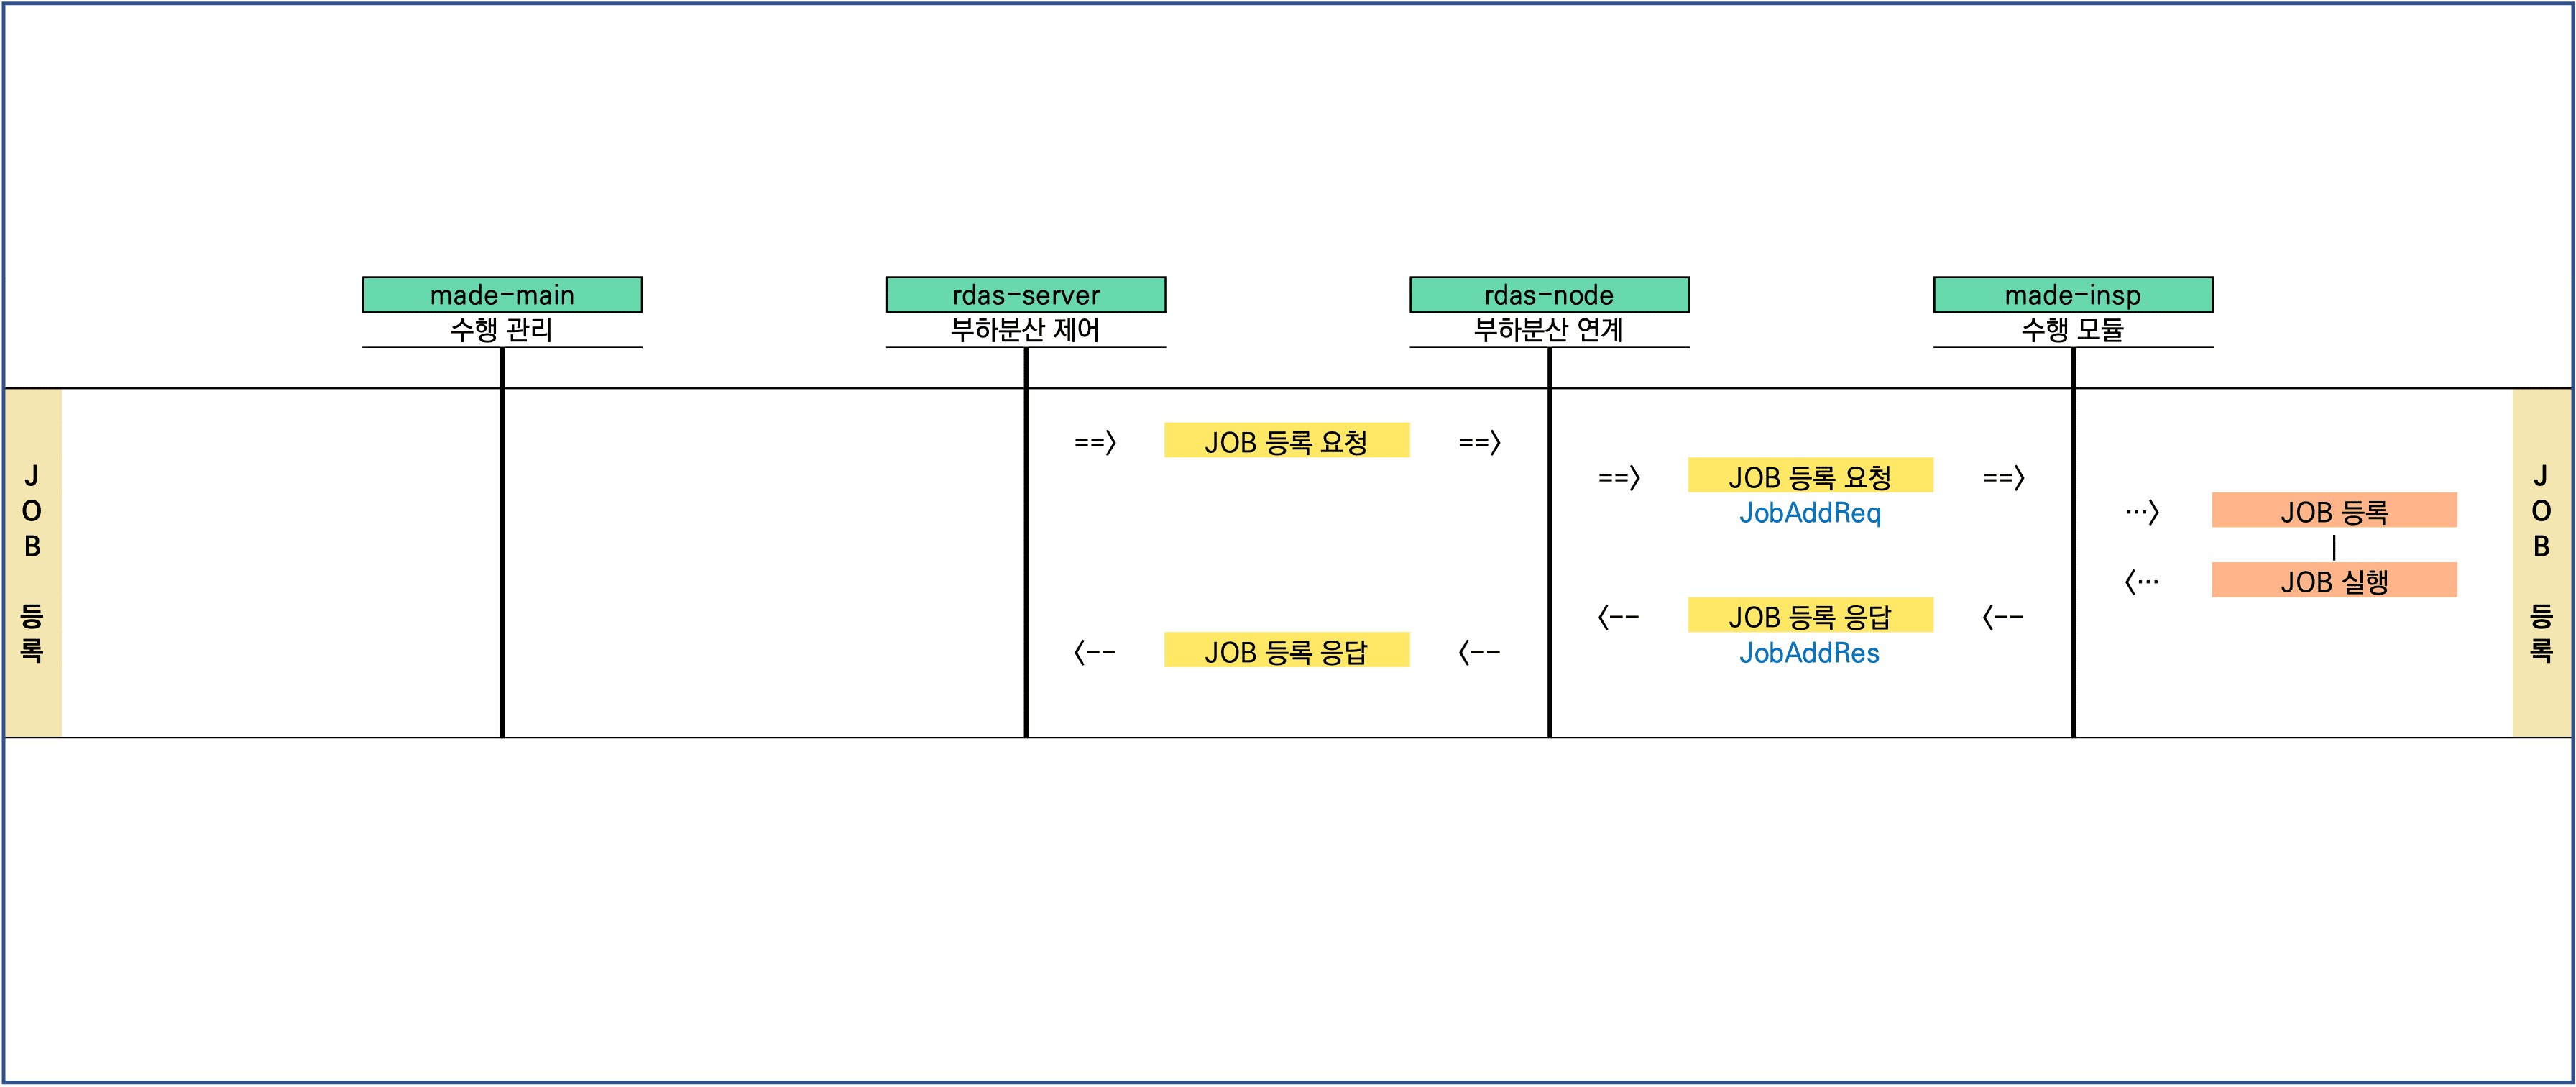 made-main
수행 관리
rdas-server
부하분산 제어
rdas-node
부하분산 연계
made-insp
수행 모듈
JOB 등록
==> JOB 등록 요청 ==>
==> JOB 등록 요청 ==>
JobAddReq
···> JOB 등록
|
<··· JOB 실행
<-- JOB 등록 응답 <--
JobAddRes
<-- JOB 등록 응답 <--
JOB 등록